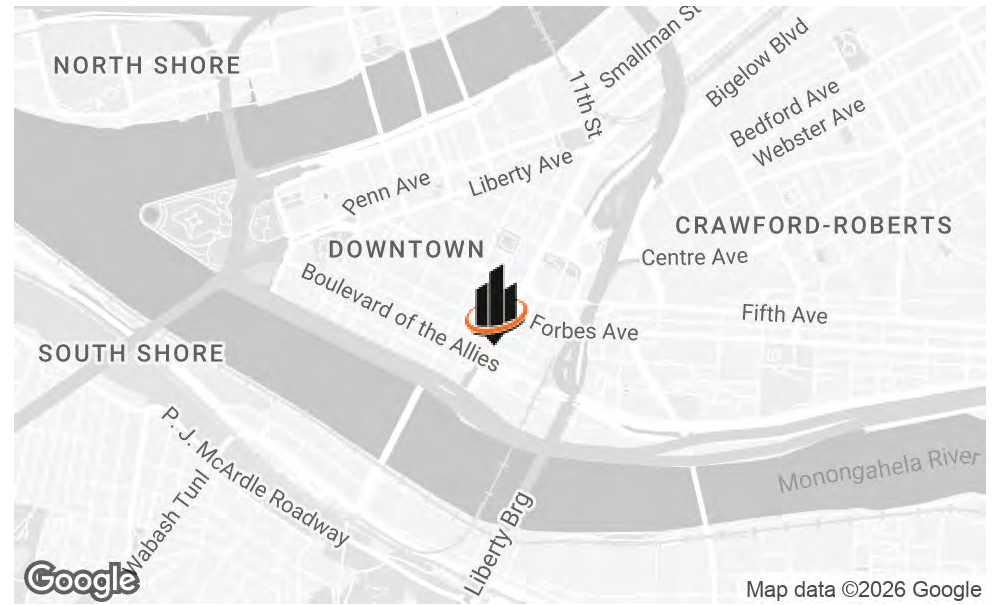 NORTH SHORE
Smallman St
Bigelow Blvd
11th St
Bedford Ave
Webster Ave
Liberty Ave
Penn Ave
CRAWFORD-ROBERTS
DOWNTOWN
Centre Ave
Boulevard of the Allies
Fifth Ave
Forbes Ave
SOUTH SHORE
P. J. McArdle Roadway
Monongahela River
Wabash Tunl
Liberty Brg
Google
Map data ©2026 Google